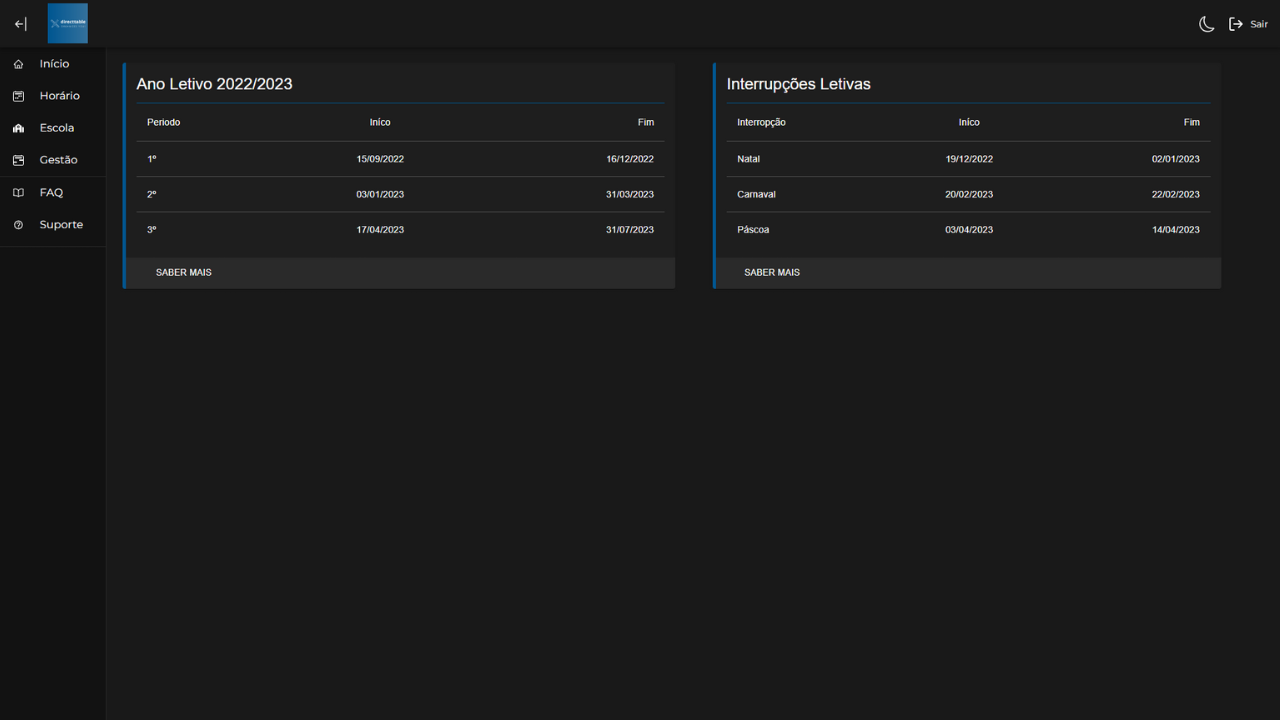 directtable
Sair
Início
Horário
Escola
Gestão
FAQ
Suporte
Ano Letivo 2022/2023
Periodo Iníco Fim
1º 15/09/2022 16/12/2022
2º 03/01/2023 31/03/2023
3º 17/04/2023 31/07/2023
SABER MAIS
Interrupções Letivas
Interropção Iníco Fim
Natal 19/12/2022 02/01/2023
Carnaval 20/02/2023 22/02/2023
Páscoa 03/04/2023 14/04/2023
SABER MAIS